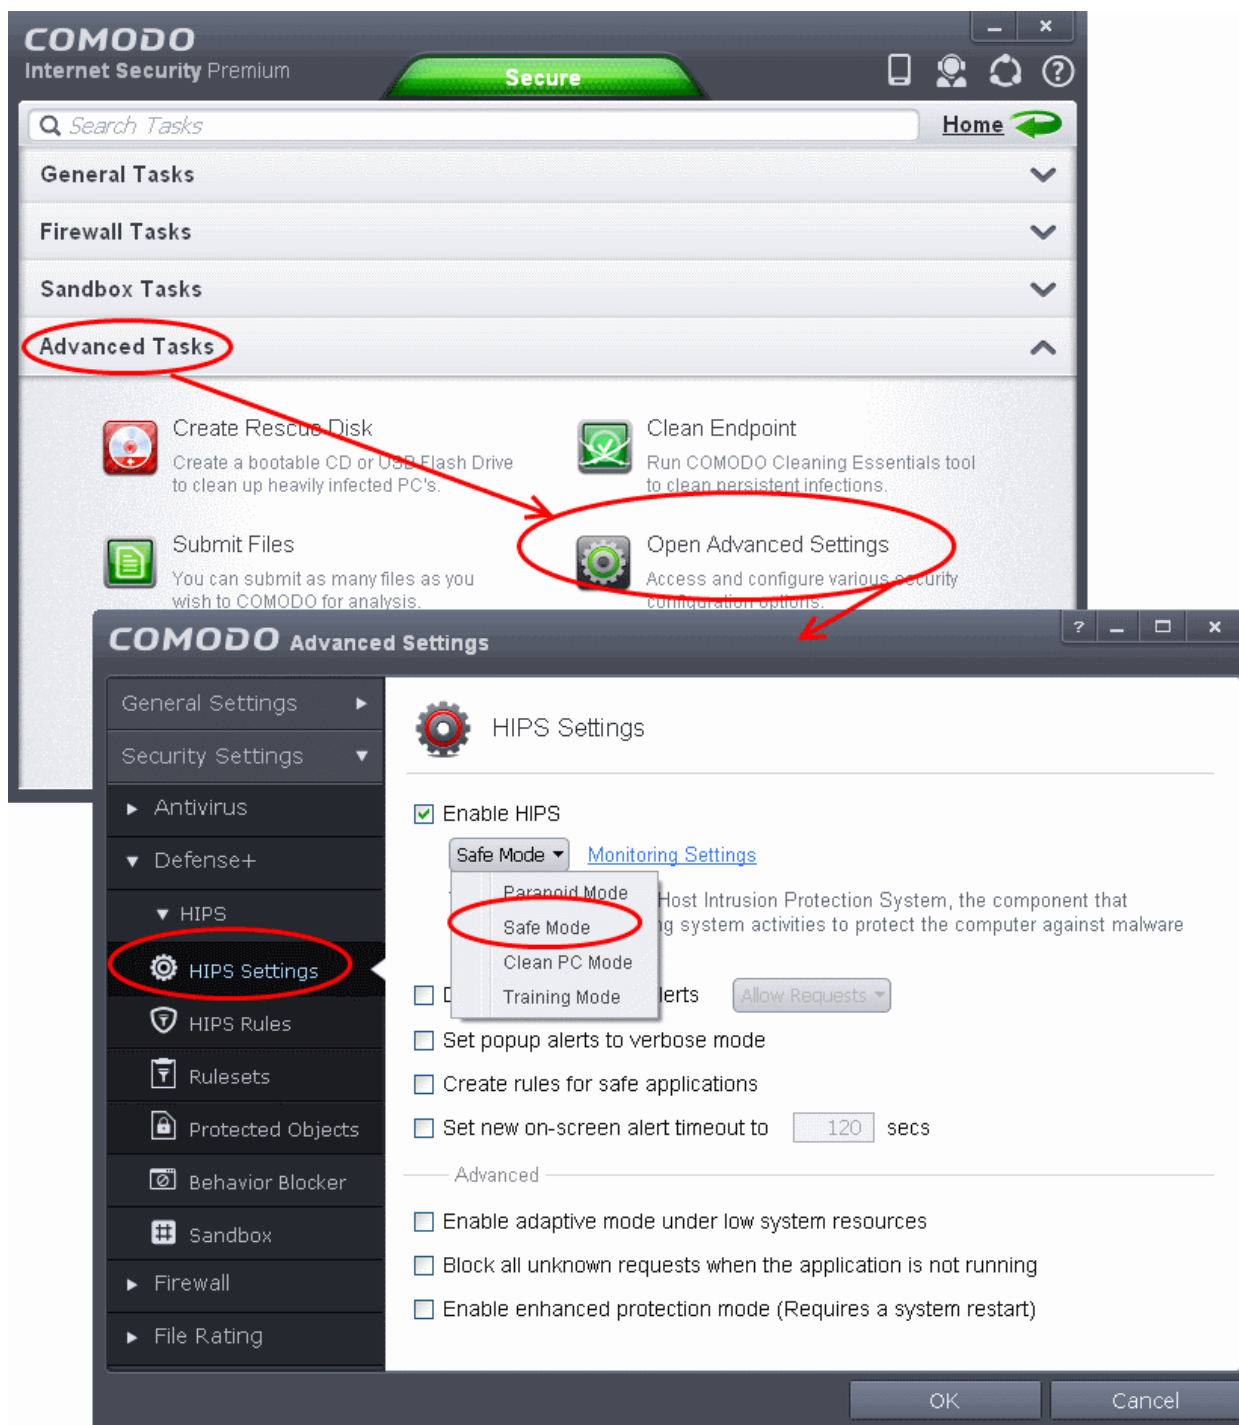 COMODO
Internet Security Premium
Secure
Search Tasks
Home
General Tasks
Firewall Tasks
Sandbox Tasks
Advanced Tasks
Create Rescue Disk
Create a bootable CD or USB Flash Drive
to clean up heavily infected PC's.
Clean Endpoint
Run COMODO Cleaning Essentials tool
to clean persistent infections.
Submit Files
You can submit as many files as you
wish to COMODO for analysis.
Open Advanced Settings
Access and configure various security
configuration options.
COMODO Advanced Settings
General Settings
Security Settings
Antivirus
Defense+
HIPS
HIPS Settings
HIPS Rules
Rulesets
Protected Objects
Behavior Blocker
Sandbox
Firewall
File Rating
HIPS Settings
Enable HIPS
Safe Mode
Monitoring Settings
Paranoid Mode
Safe Mode
Clean PC Mode
Training Mode
Host Intrusion Protection System, the component that
system activities to protect the computer against malware
Allow Requests
Set popup alerts to verbose mode
Create rules for safe applications
Set new on-screen alert timeout to 120 secs
Advanced
Enable adaptive mode under low system resources
Block all unknown requests when the application is not running
Enable enhanced protection mode (Requires a system restart)
OK
Cancel